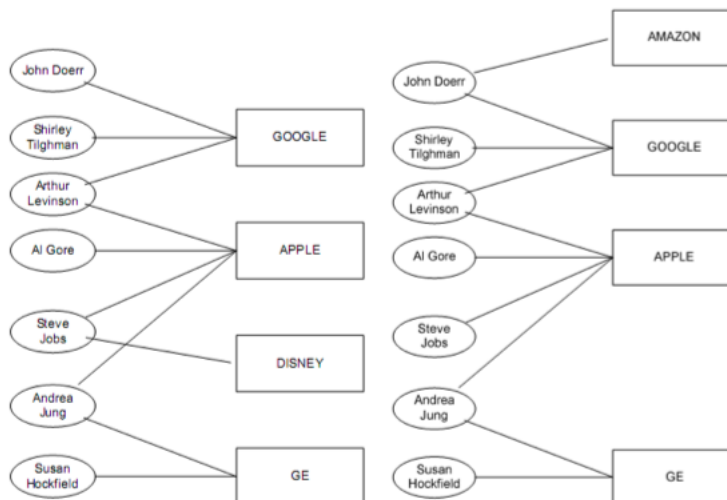 John Doerr
Shirley
Tilghman
Arthur
Levinson
Al Gore
Steve
Jobs
Andrea
Jung
Susan
Hockfield
GOOGLE
APPLE
DISNEY
GE
John Doerr
Shirley
Tilghman
Arthur
Levinson
Al Gore
Steve
Jobs
Andrea
Jung
Susan
Hockfield
AMAZON
GOOGLE
APPLE
GE